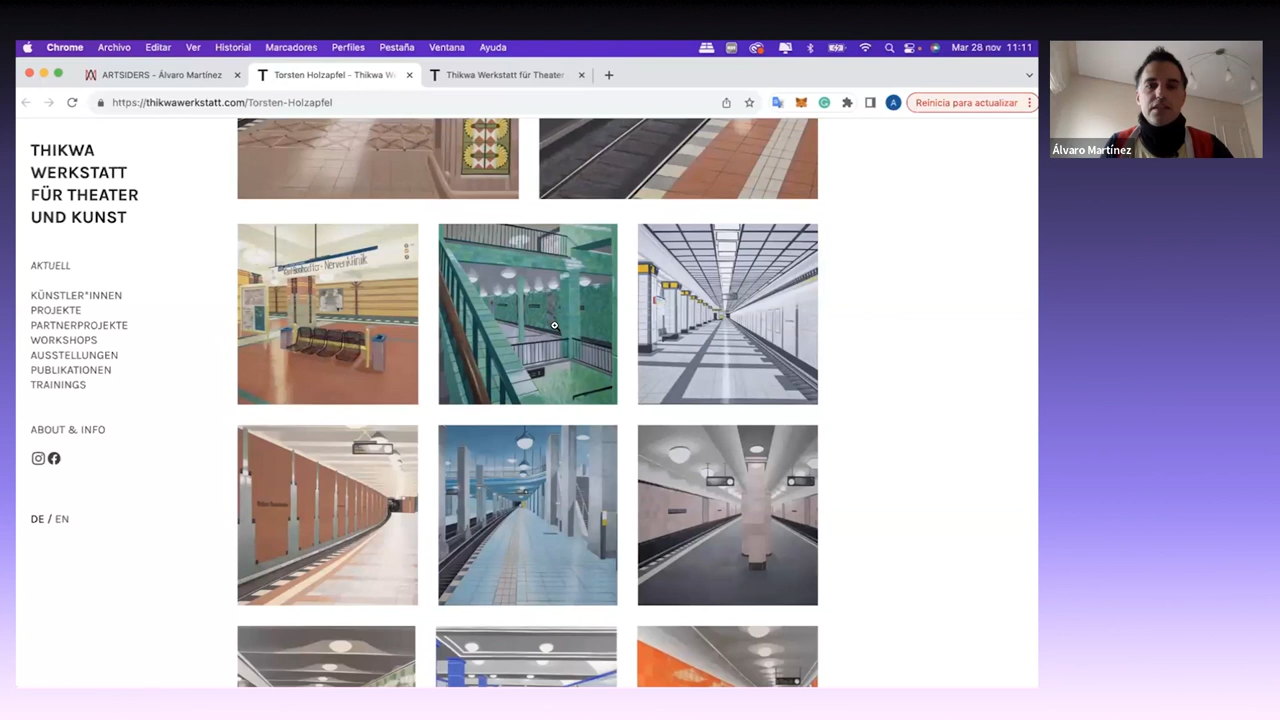 Chrome Archivo Editar Ver Historial Marcadores Perfiles Pestaña Ventana Ayuda Mar 28 nov 11:11
ARTSIDERS - Álvaro Martínez
Torsten Holzapfel - Thikwa We
Thikwa Werkstatt für Theater
https://thikwawerkstatt.com/Torsten-Holzapfel
A
Reinicia para actualizar
THIKWA
WERKSTATT
FÜR THEATER
UND KUNST
AKTUELL
KÜNSTLER*INNEN
PROJEKTE
PARTNERPROJEKTE
WORKSHOPS
AUSSTELLUNGEN
PUBLIKATIONEN
TRAININGS
ABOUT & INFO
DE / EN
Nervenklinik
Álvaro Martínez